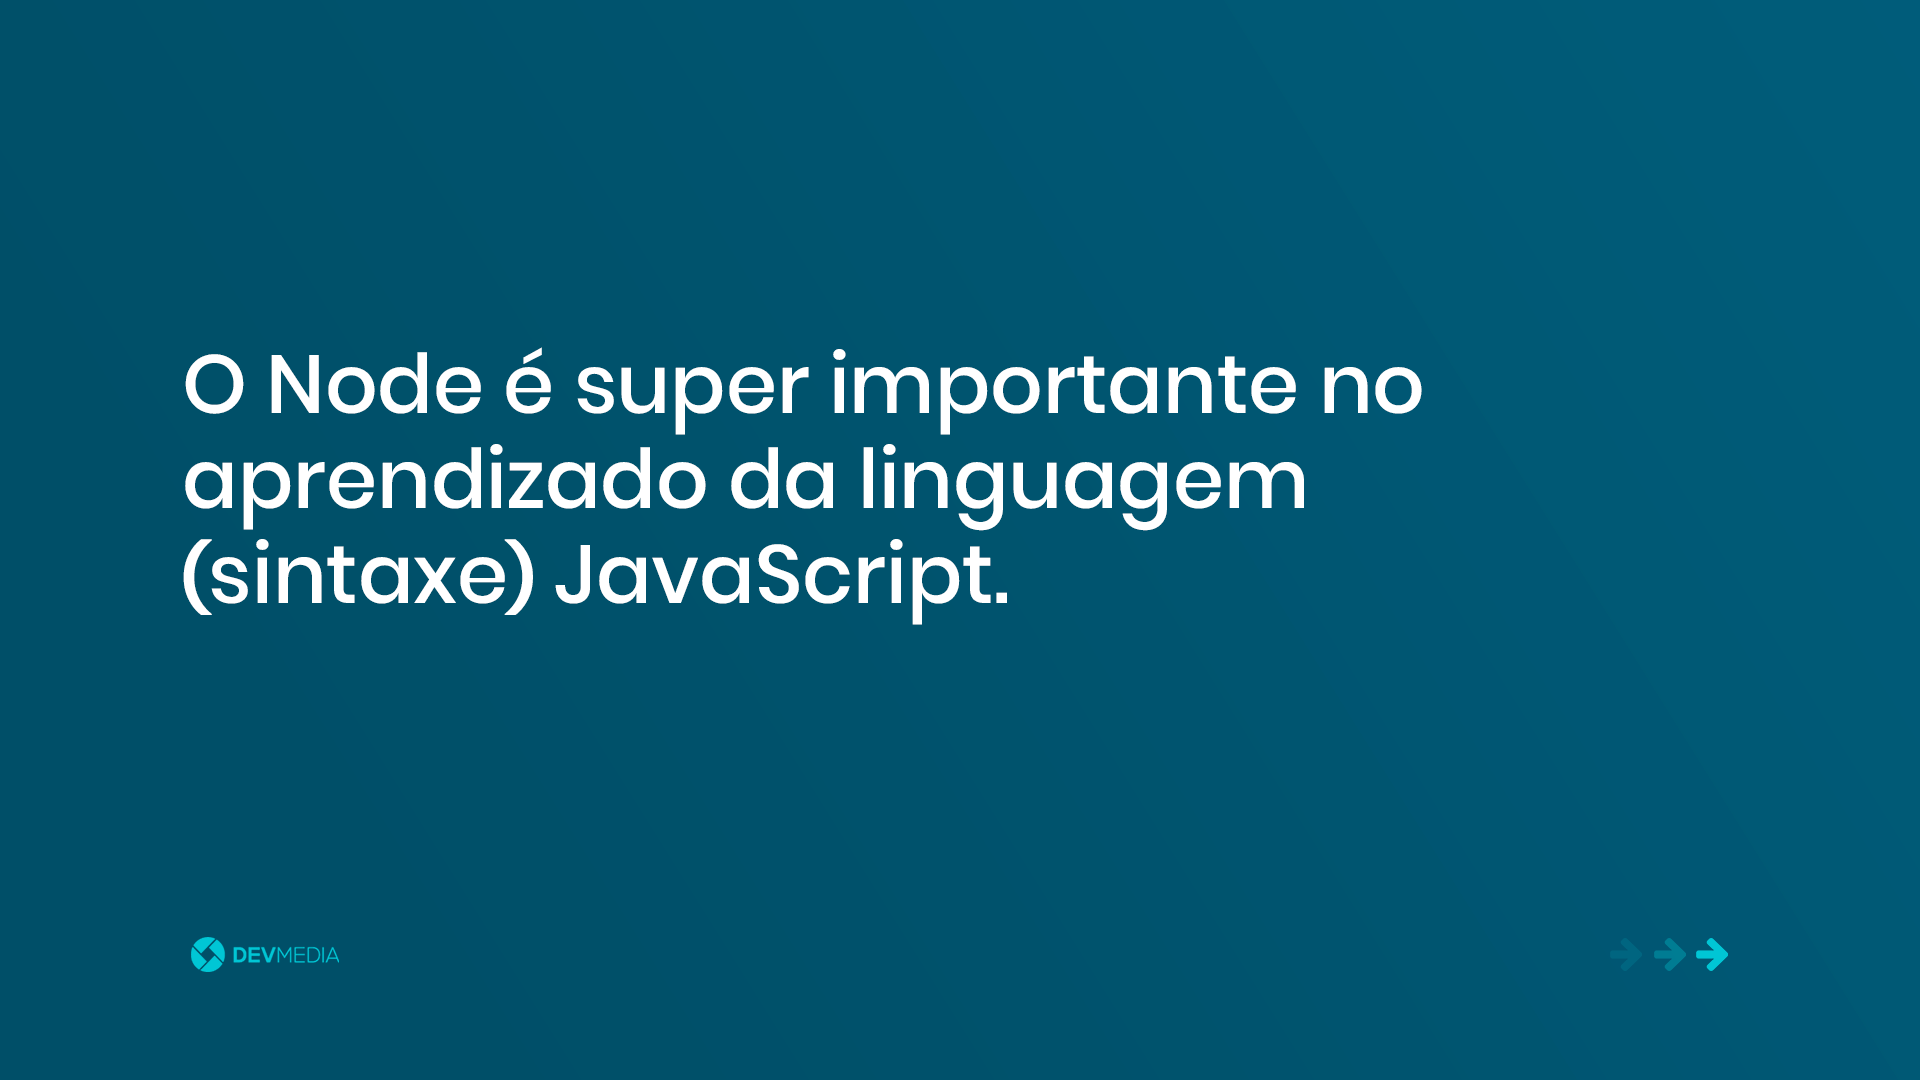 O Node é super importante no
aprendizado da linguagem
(sintaxe) JavaScript.
DEVMEDIA